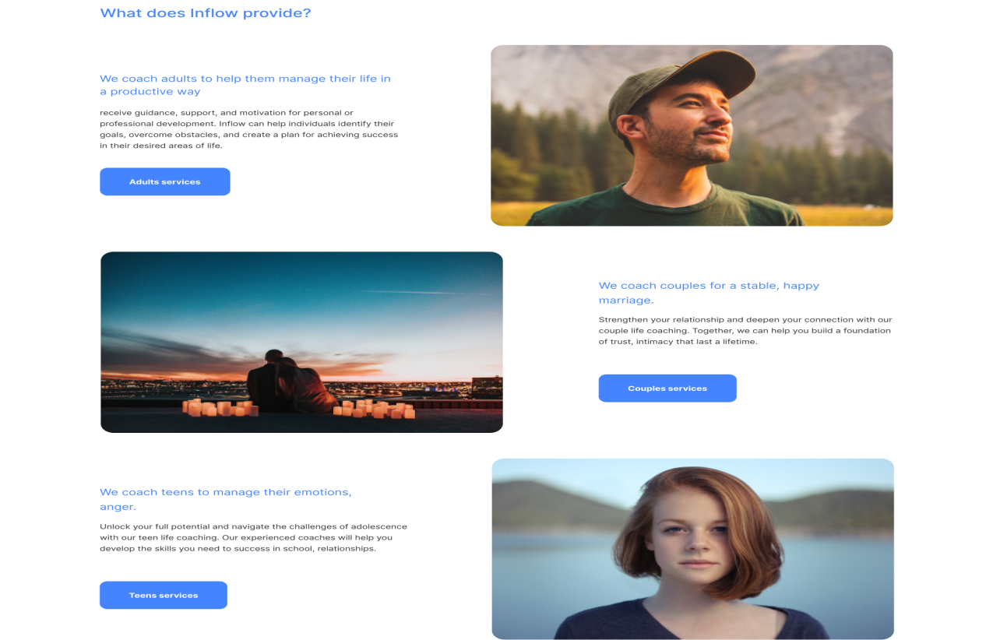 What does Inflow provide?
We coach adults to help them manage their life in
a productive way
receive guidance, support, and motivation for personal or
professional development. Inflow can help individuals identify their
goals, overcome obstacles, and create a plan for achieving success
in their desired areas of life.
Adults services
We coach couples for a stable, happy
marriage.
Strengthen your relationship and deepen your connection with our
couple life coaching. Together, we can help you build a foundation
of trust, intimacy that last a lifetime.
Couples services
We coach teens to manage their emotions,
anger.
Unlock your full potential and navigate the challenges of adolescence
with our teen life coaching. Our experienced coaches will help you
develop the skills you need to success in school, relationships.
Teens services